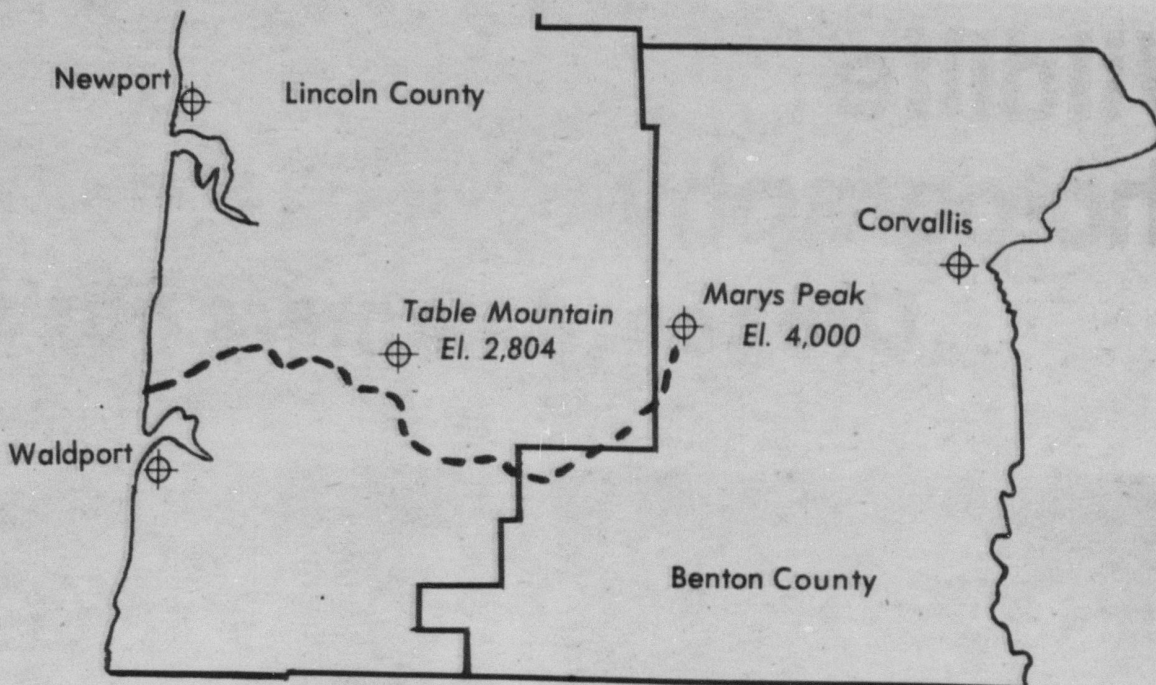 Newport
Lincoln County
Corvallis
Table Mountain
El. 2,804
Marys Peak
El. 4,000
Waldport
Benton County